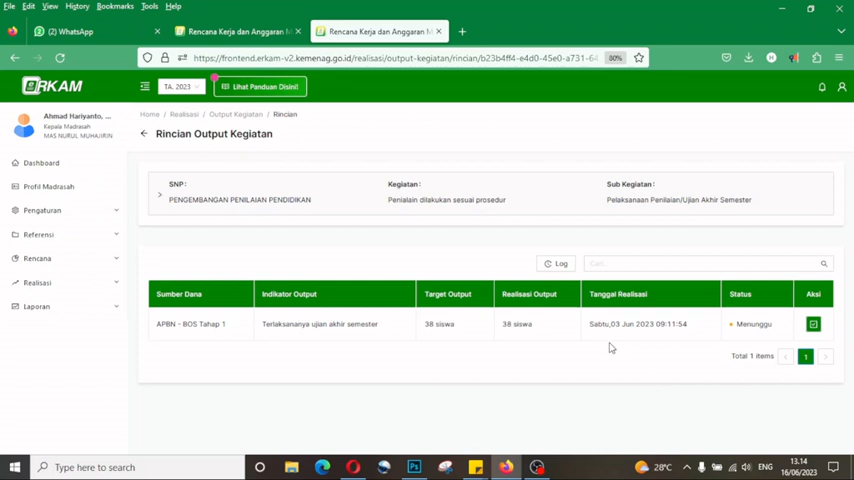 File Edit View History Bookmarks Tools Help
(2) WhatsApp
Rencana Kerja dan Anggaran M
Rencana Kerja dan Anggaran M
https://frontend.erkam-v2.kemenag.go.id/realisasi/output-kegiatan/rincian/b23b4ff4-e4d0-45e0-a731-64
80%
eRKAM
TA. 2023
Lihat Panduan Disini!
Ahmad Hariyanto, ...
Kepala Madrasah
MAS NURUL MUHAJIRIN
Dashboard
Profil Madrasah
Pengaturan
Referensi
Rencana
Realisasi
Laporan
Home / Realisasi / Output Kegiatan / Rincian
Rincian Output Kegiatan
SNP: Kegiatan: Sub Kegiatan:
PENGEMBANGAN PENILAIAN PENDIDIKAN Penialain dilakukan sesuai prosedur Pelaksanaan Penilaian/Ujian Akhir Semester
Log Cari...
Sumber Dana Indikator Output Target Output Realisasi Output Tanggal Realisasi Status Aksi
APBN - BOS Tahap 1 Terlaksananya ujian akhir semester 38 siswa 38 siswa Sabtu,03 Jun 2023 09:11:54 Menunggu
Total 1 items 1
Type here to search
Ps
28°C ENG
13.14
16/06/2023